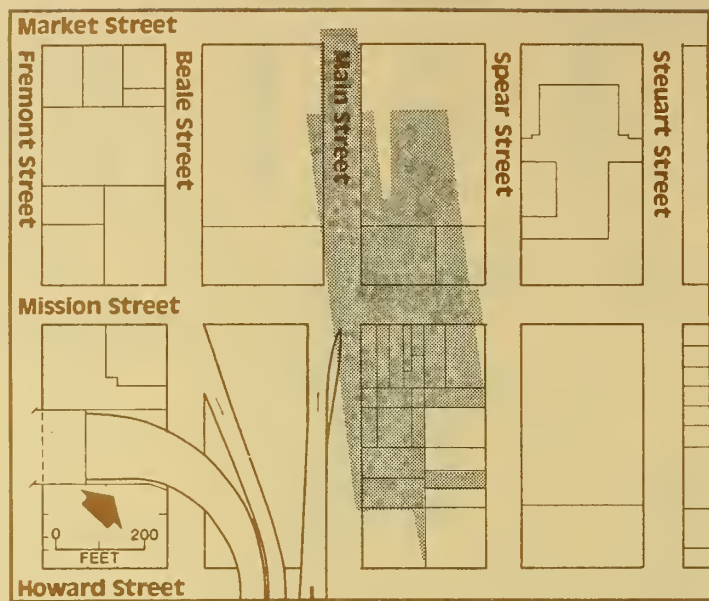 Market Street
Fremont Street
Beale Street
Main Street
Spear Street
Steuart Street
Mission Street
0 200
FEET
Howard Street